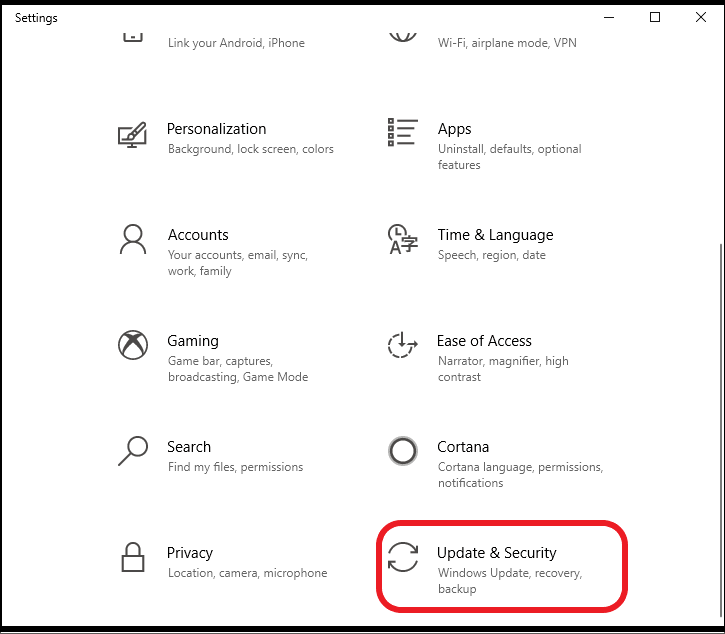 Settings
Link your Android, iPhone
Wi-Fi, airplane mode, VPN
Personalization
Background, lock screen, colors
Apps
Uninstall, defaults, optional
features
Accounts
Your accounts, email, sync,
work, family
Time & Language
Speech, region, date
Gaming
Game bar, captures,
broadcasting, Game Mode
Ease of Access
Narrator, magnifier, high
contrast
Search
Find my files, permissions
Cortana
Cortana language, permissions,
notifications
Privacy
Location, camera, microphone
Update & Security
Windows Update, recovery,
backup